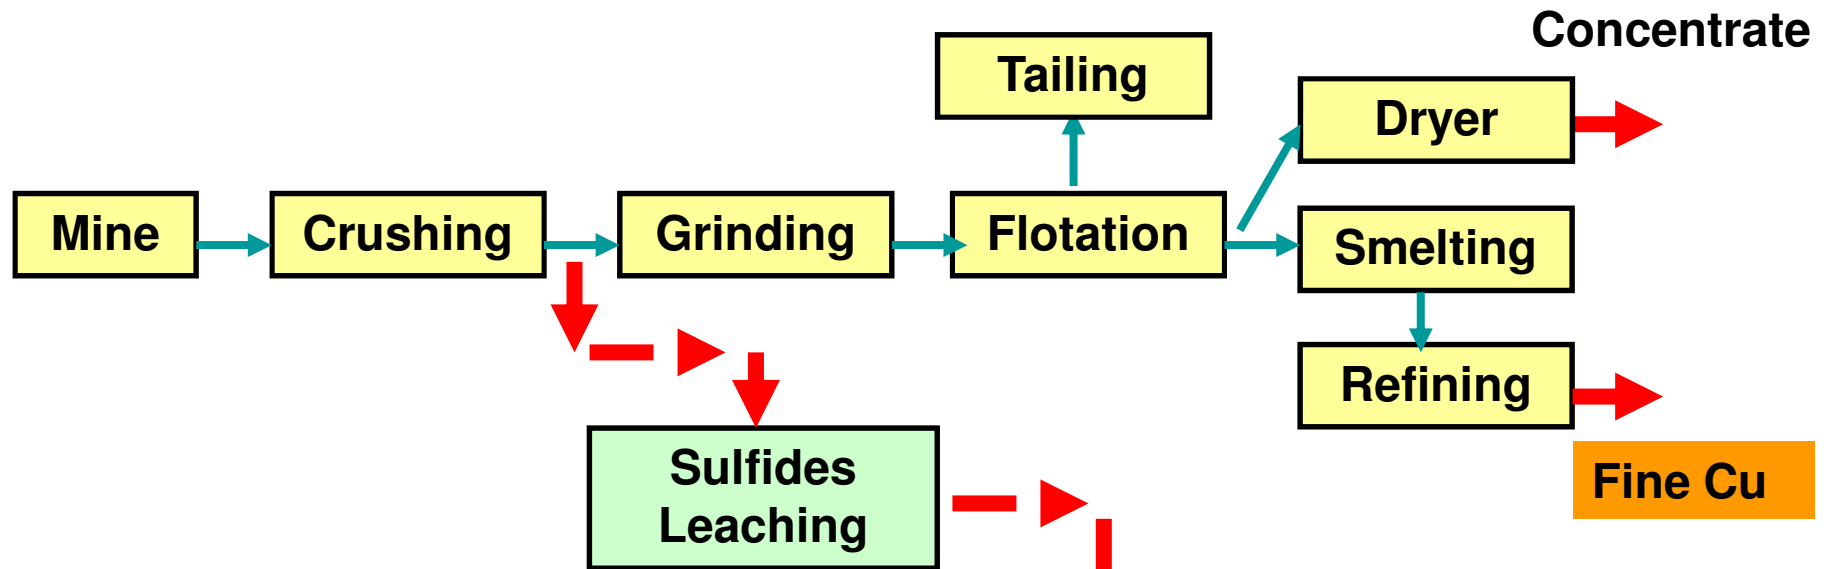 Concentrate
Tailing
Dryer
Mine
Crushing
Grinding
Flotation
Smelting
Refining
Sulfides
Leaching
Fine Cu